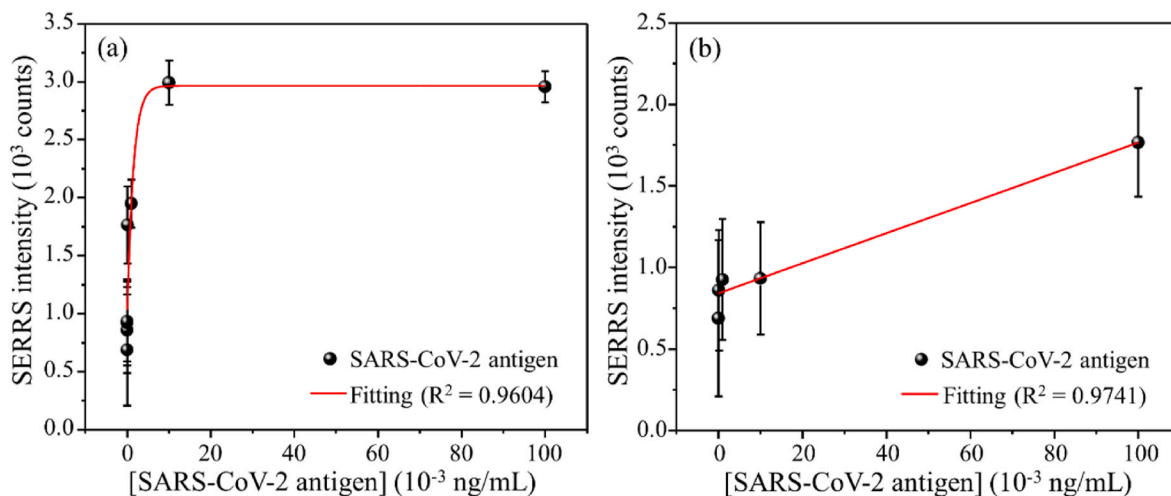 (a)
3.5
3.0
2.5
2.0
1.5
1.0
0.5
0.0
SERRS intensity (10³ counts)
SARS-CoV-2 antigen
Fitting (R² = 0.9604)
0 20 40 60 80 100
[SARS-CoV-2 antigen] (10⁻³ ng/mL)
(b)
2.5
2.0
1.5
1.0
0.5
0.0
SERRS intensity (10³ counts)
SARS-CoV-2 antigen
Fitting (R² = 0.9741)
0 20 40 60 80 100
[SARS-CoV-2 antigen] (10⁻³ ng/mL)